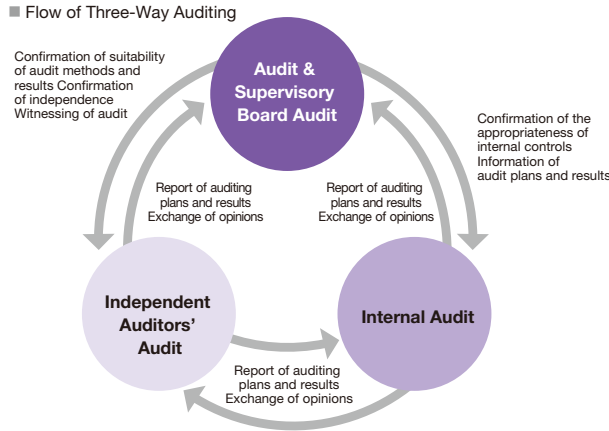 ■ Flow of Three-Way Auditing
Confirmation of suitability
of audit methods and
results Confirmation
of independence
Witnessing of audit
Audit &
Supervisory
Board Audit
Confirmation of the
appropriateness of
internal controls
Information of
audit plans and results
Report of auditing
plans and results
Exchange of opinions
Report of auditing
plans and results
Exchange of opinions
Independent
Auditors'
Audit
Internal Audit
Report of auditing
plans and results
Exchange of opinions